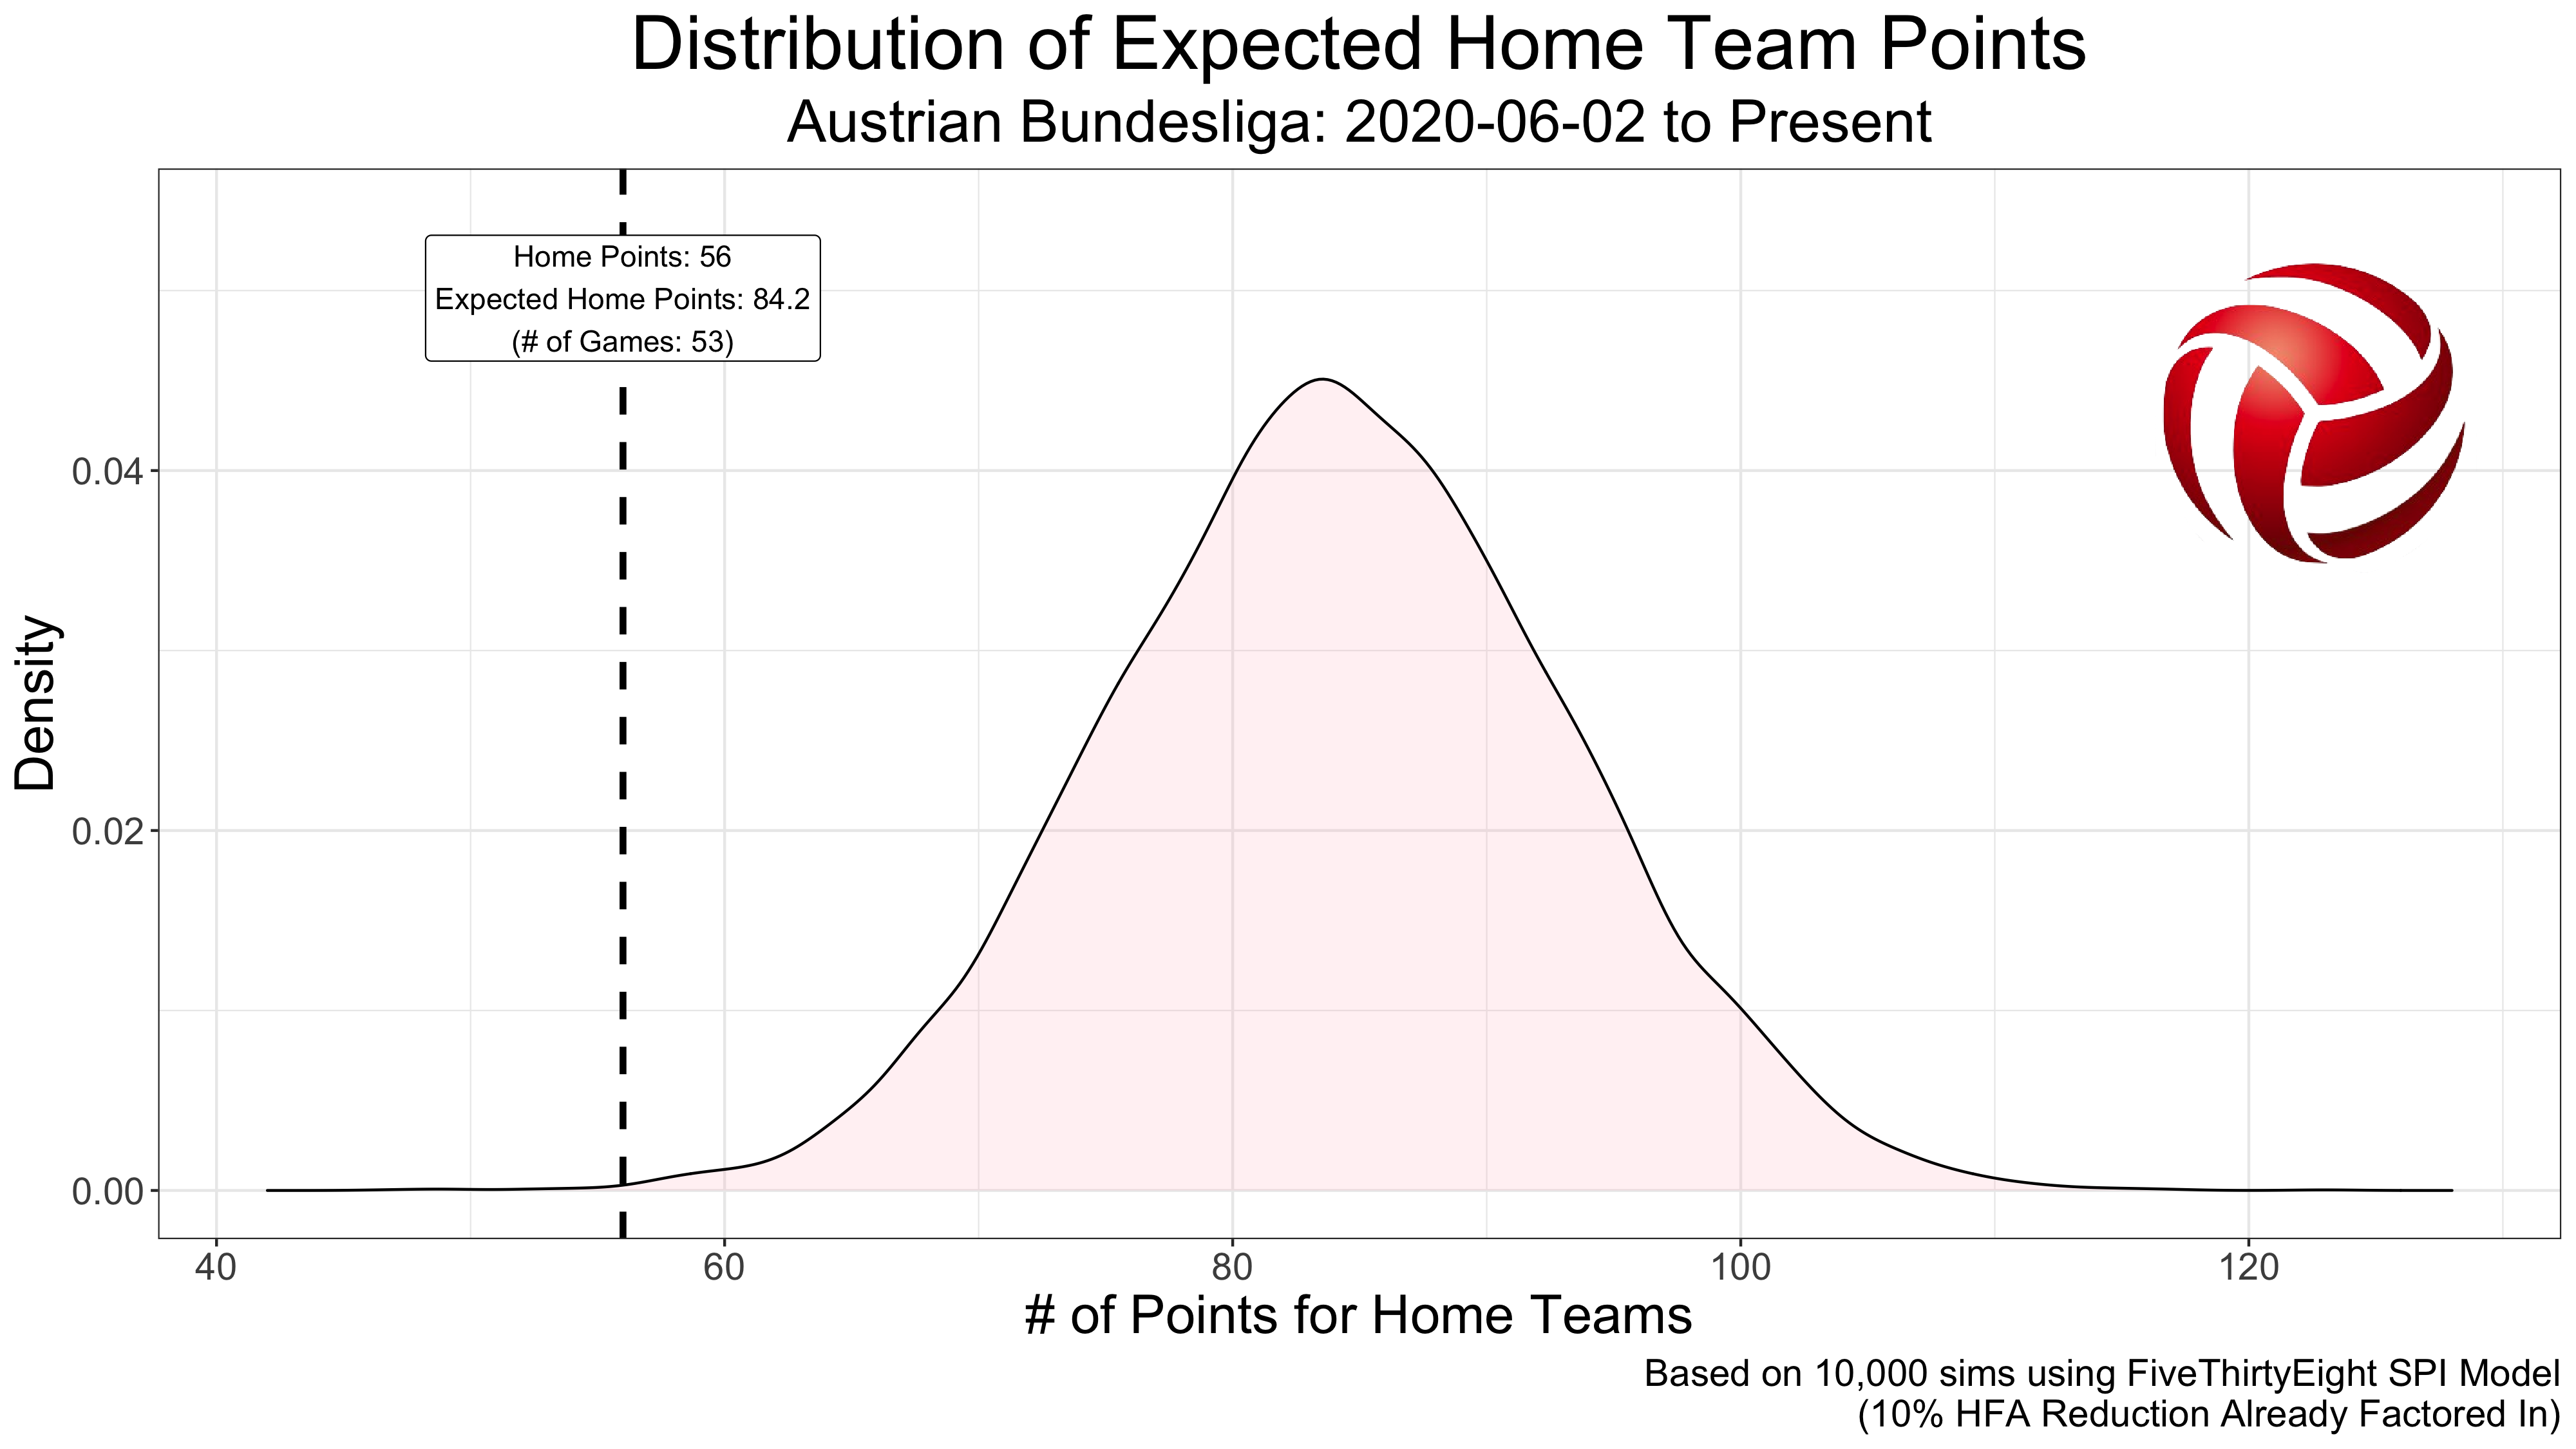 Distribution of Expected Home Team Points
Austrian Bundesliga: 2020-06-02 to Present
Home Points: 56
Expected Home Points: 84.2
(# of Games: 53)
Density
0.04
0.02
0.00
40 60 80 100 120
# of Points for Home Teams
Based on 10,000 sims using FiveThirtyEight SPI Model
(10% HFA Reduction Already Factored In)